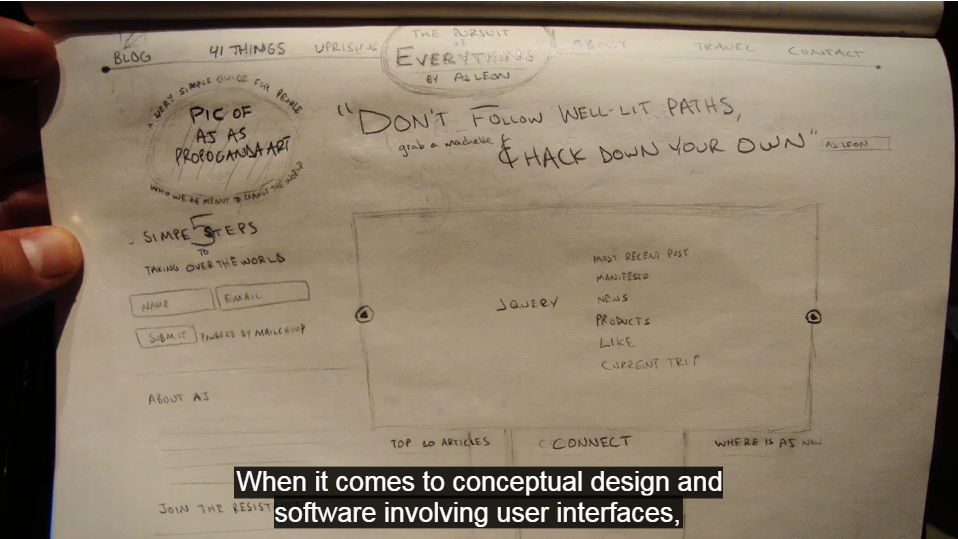 BLOG
41 THINGS
UPRISING
THE PURSUIT
OF
EVERYTHING
BY AJ LEON
ABOUT
TRAVEL
CONTACT
A VERY SIMPLE GUIDE FOR PEOPLE
PIC OF
AJ AS
PROPOGANDA ART
WHO WE'RE MEANT TO CHANGE THE WORLD
"DON'T FOLLOW WELL-LIT PATHS,
grab a machette &
& HACK DOWN YOUR OWN"
AJ LEON
5
SIMPE STEPS
TO
TAKING OVER THE WORLD
NAME
EMAIL
SUBMIT
POWERED BY MAILCHIMP
JQUERY
MOST RECENT POST
MANIFESTO
NEWS
PRODUCTS
LIKE
CURRENT TRIP
ABOUT AJ
TOP 10 ARTICLES
CONNECT
WHERE IS AJ NOW
JOIN THE RESIST
When it comes to conceptual design and
software involving user interfaces,